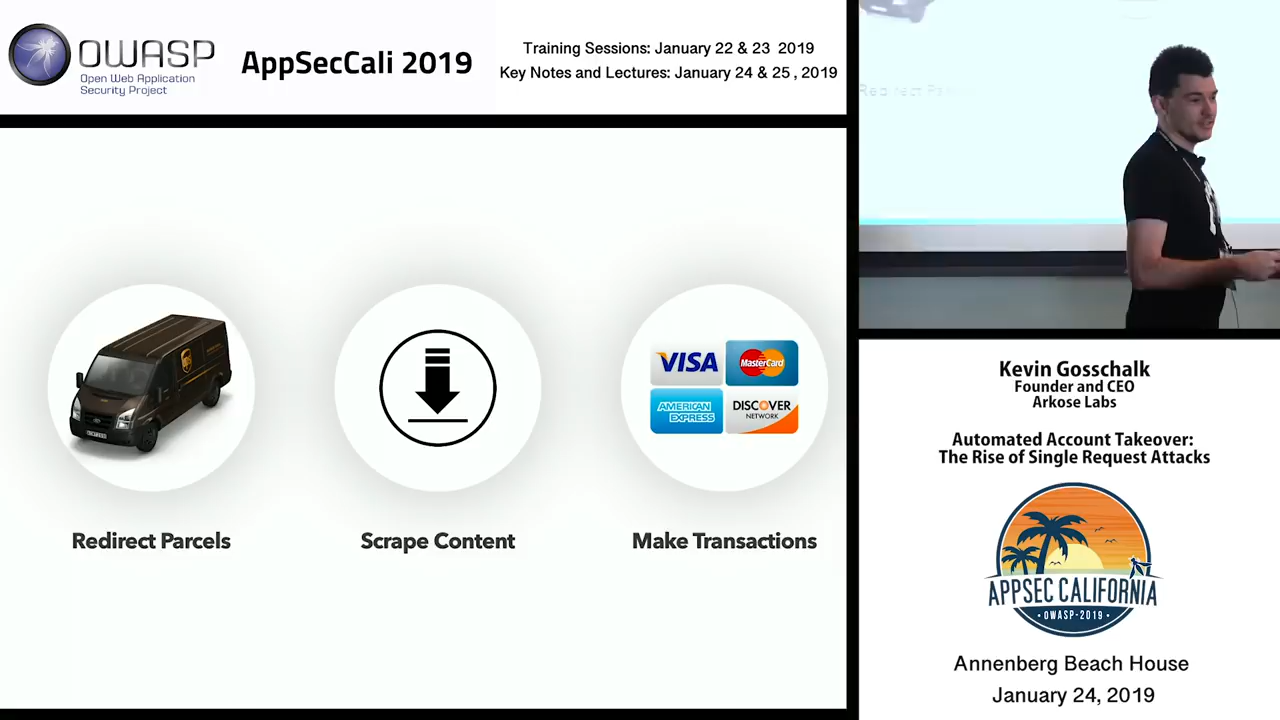 OWASP
Open Web Application
Security Project
AppSecCali 2019
Training Sessions: January 22 & 23 2019
Key Notes and Lectures: January 24 & 25 , 2019
Redirect Parcels
Scrape Content
VISA
MasterCard
AMERICAN
EXPRESS
DISCOVER
NETWORK
Make Transactions
Redirect Par
Kevin Gosschalk
Founder and CEO
Arkose Labs
Automated Account Takeover:
The Rise of Single Request Attacks
APPSEC CALIFORNIA
• OWASP-2019 •
Annenberg Beach House
January 24, 2019